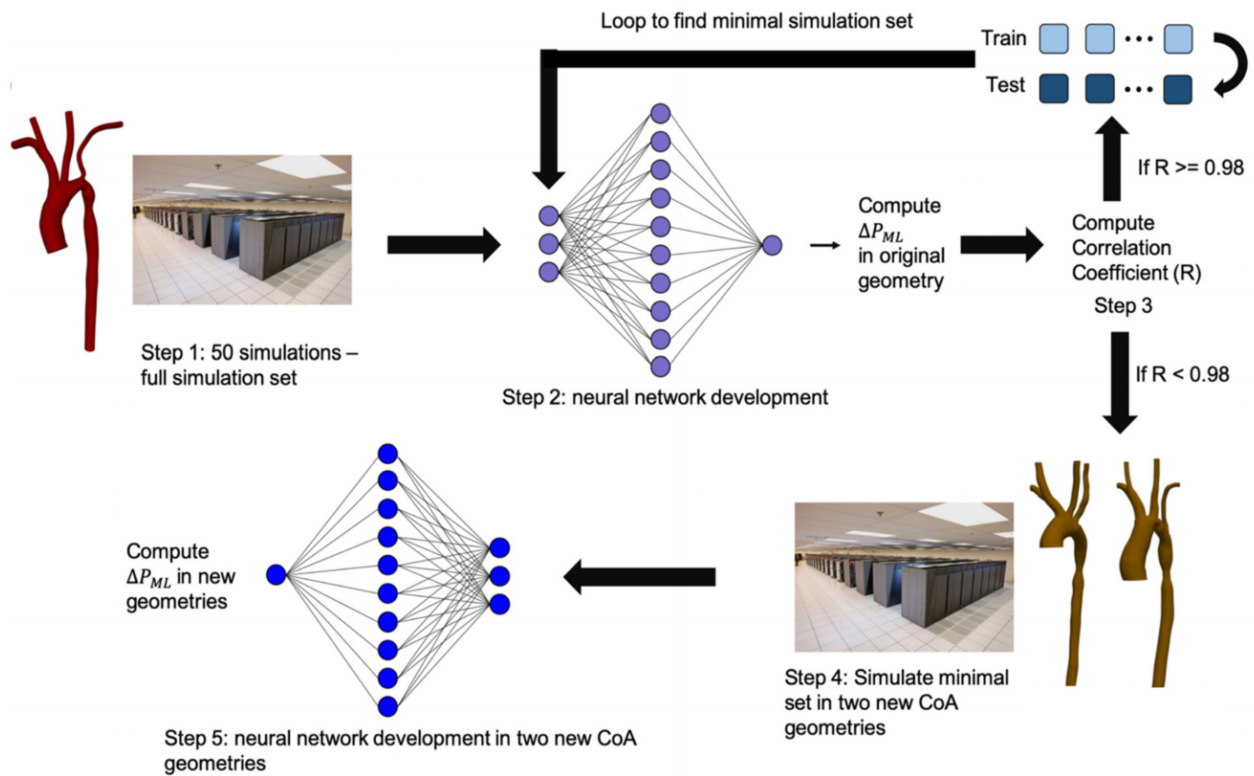 Loop to find minimal simulation set
Train
Test
If R >= 0.98
Compute
ΔP_ML
in original
geometry
Compute
Correlation
Coefficient (R)
Step 3
Step 1: 50 simulations –
full simulation set
Step 2: neural network development
If R < 0.98
Compute
ΔP_ML in new
geometries
Step 4: Simulate minimal
set in two new CoA
geometries
Step 5: neural network development in two new CoA
geometries